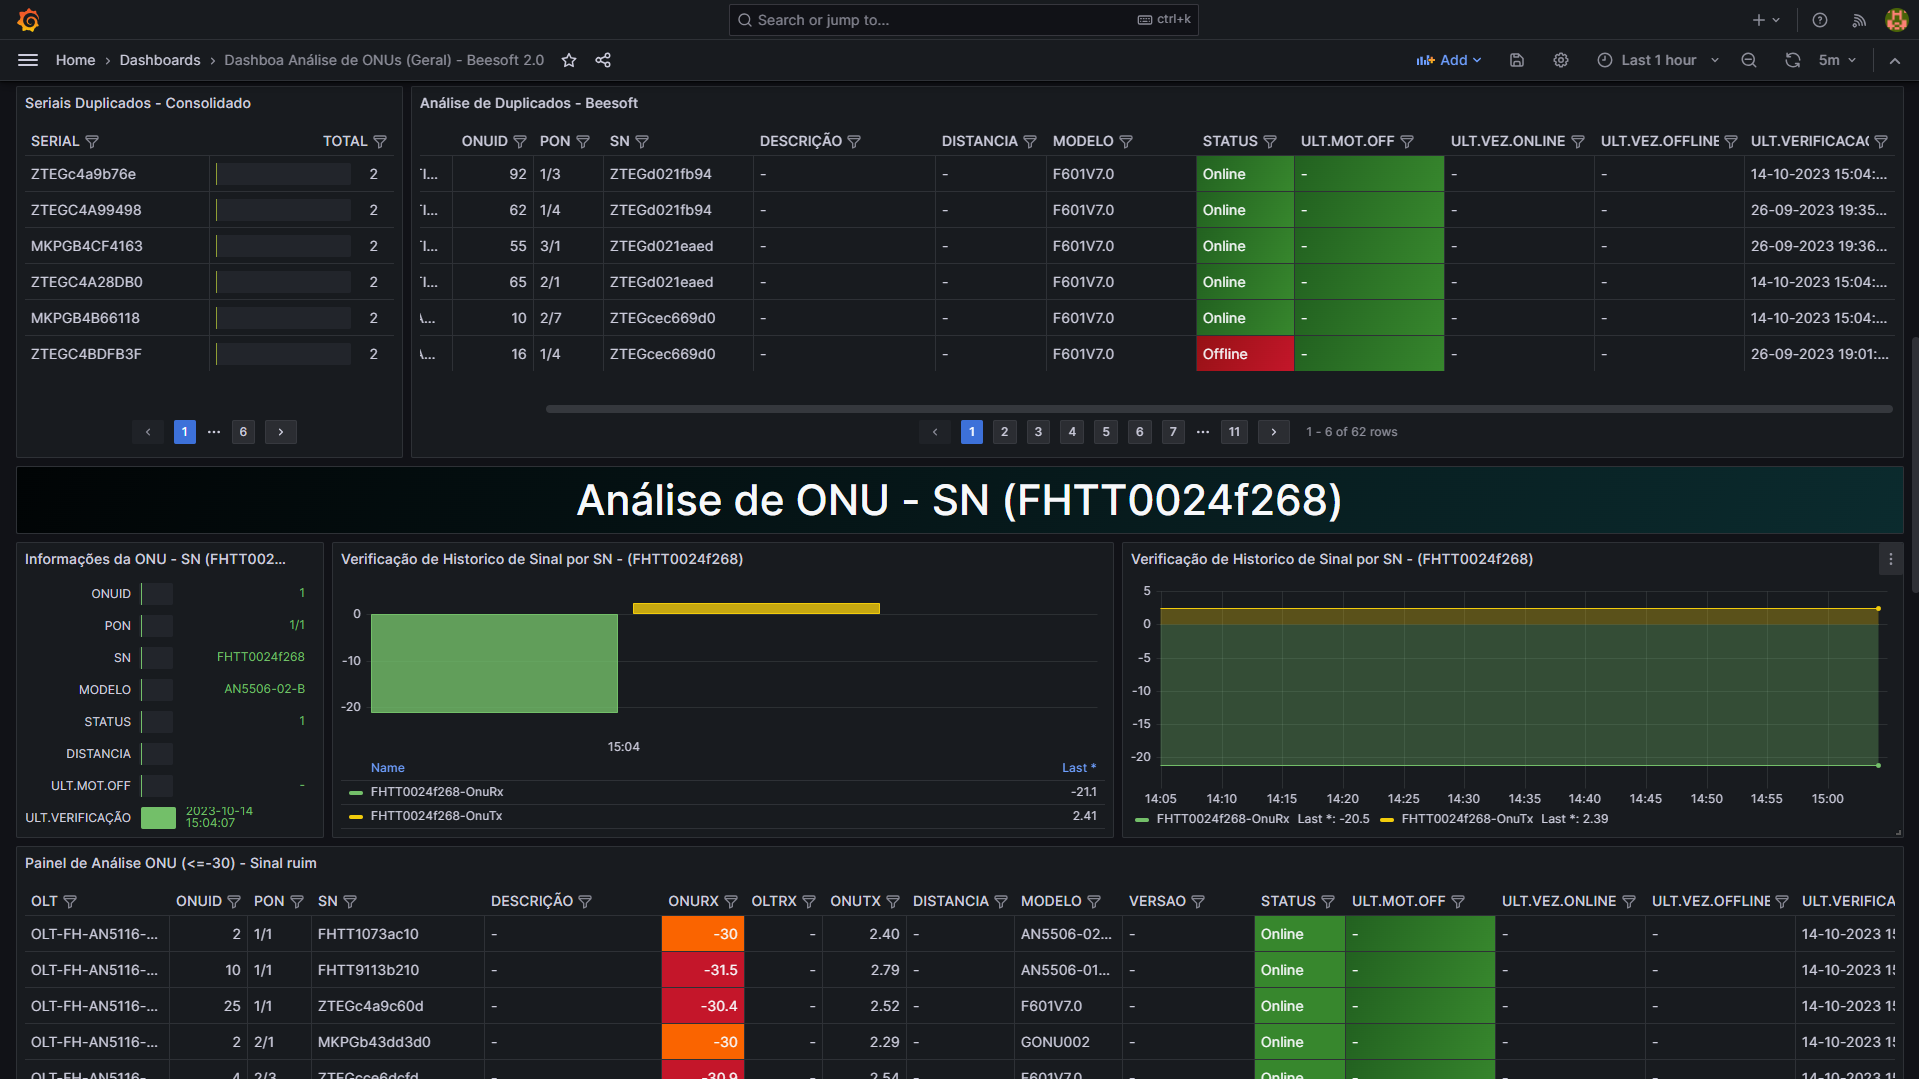 Search or jump to...
ctrl+k
Home › Dashboards › Dashboa Análise de ONUs (Geral) - Beesoft 2.0
Add
Last 1 hour
5m
Seriais Duplicados - Consolidado
SERIAL TOTAL
ZTEGc4a9b76e 2
ZTEGC4A99498 2
MKPGB4CF4163 2
ZTEGC4A28DB0 2
MKPGB4B66118 2
ZTEGC4BDFB3F 2
‹ 1 ... 6 ›
Análise de Duplicados - Beesoft
ONUID PON SN DESCRIÇÃO DISTANCIA MODELO STATUS ULT.MOT.OFF ULT.VEZ.ONLINE ULT.VEZ.OFFLINE ULT.VERIFICACAC
92 1/3 ZTEGd021fb94 - - F601V7.0 Online - - - 14-10-2023 15:04:...
62 1/4 ZTEGd021fb94 - - F601V7.0 Online - - - 26-09-2023 19:35...
55 3/1 ZTEGd021eaed - - F601V7.0 Online - - - 26-09-2023 19:36...
65 2/1 ZTEGd021eaed - - F601V7.0 Online - - - 14-10-2023 15:04:...
10 2/7 ZTEGcec669d0 - - F601V7.0 Online - - - 14-10-2023 15:04:...
16 1/4 ZTEGcec669d0 - - F601V7.0 Offline - - - 26-09-2023 19:01:...
‹ 1 2 3 4 5 6 7 ... 11 › 1 - 6 of 62 rows
Análise de ONU - SN (FHTT0024f268)
Informações da ONU - SN (FHTT002...
ONUID 1
PON 1/1
SN FHTT0024f268
MODELO AN5506-02-B
STATUS 1
DISTANCIA
ULT.MOT.OFF -
ULT.VERIFICAÇÃO 2023-10-14
15:04:07
Verificação de Historico de Sinal por SN - (FHTT0024f268)
0
-10
-20
15:04
Name Last *
FHTT0024f268-OnuRx -21.1
FHTT0024f268-OnuTx 2.41
Verificação de Historico de Sinal por SN - (FHTT0024f268)
5
0
-5
-10
-15
-20
14:05 14:10 14:15 14:20 14:25 14:30 14:35 14:40 14:45 14:50 14:55 15:00
FHTT0024f268-OnuRx Last *: -20.5 FHTT0024f268-OnuTx Last *: 2.39
Painel de Análise ONU (<=-30) - Sinal ruim
OLT ONUID PON SN DESCRIÇÃO ONURX OLTRX ONUTX DISTANCIA MODELO VERSAO STATUS ULT.MOT.OFF ULT.VEZ.ONLINE ULT.VEZ.OFFLINE ULT.VERIFICA
OLT-FH-AN5116-... 2 1/1 FHTT1073ac10 - -30 - 2.40 - AN5506-02... - Online - - - 14-10-2023 15
OLT-FH-AN5116-... 10 1/1 FHTT9113b210 - -31.5 - 2.79 - AN5506-01... - Online - - - 14-10-2023 15
OLT-FH-AN5116-... 25 1/1 ZTEGc4a9c60d - -30.4 - 2.52 - F601V7.0 - Online - - - 14-10-2023 15
OLT-FH-AN5116-... 2 2/1 MKPGb43dd3d0 - -30 - 2.29 - GONU002 - Online - - - 14-10-2023 15
OLT-FH-AN5116-... 4 2/3 ZTEGcce6dcfd - -30.9 - 2.54 - F601V7.0 - Online - - - 14-10-2023 15